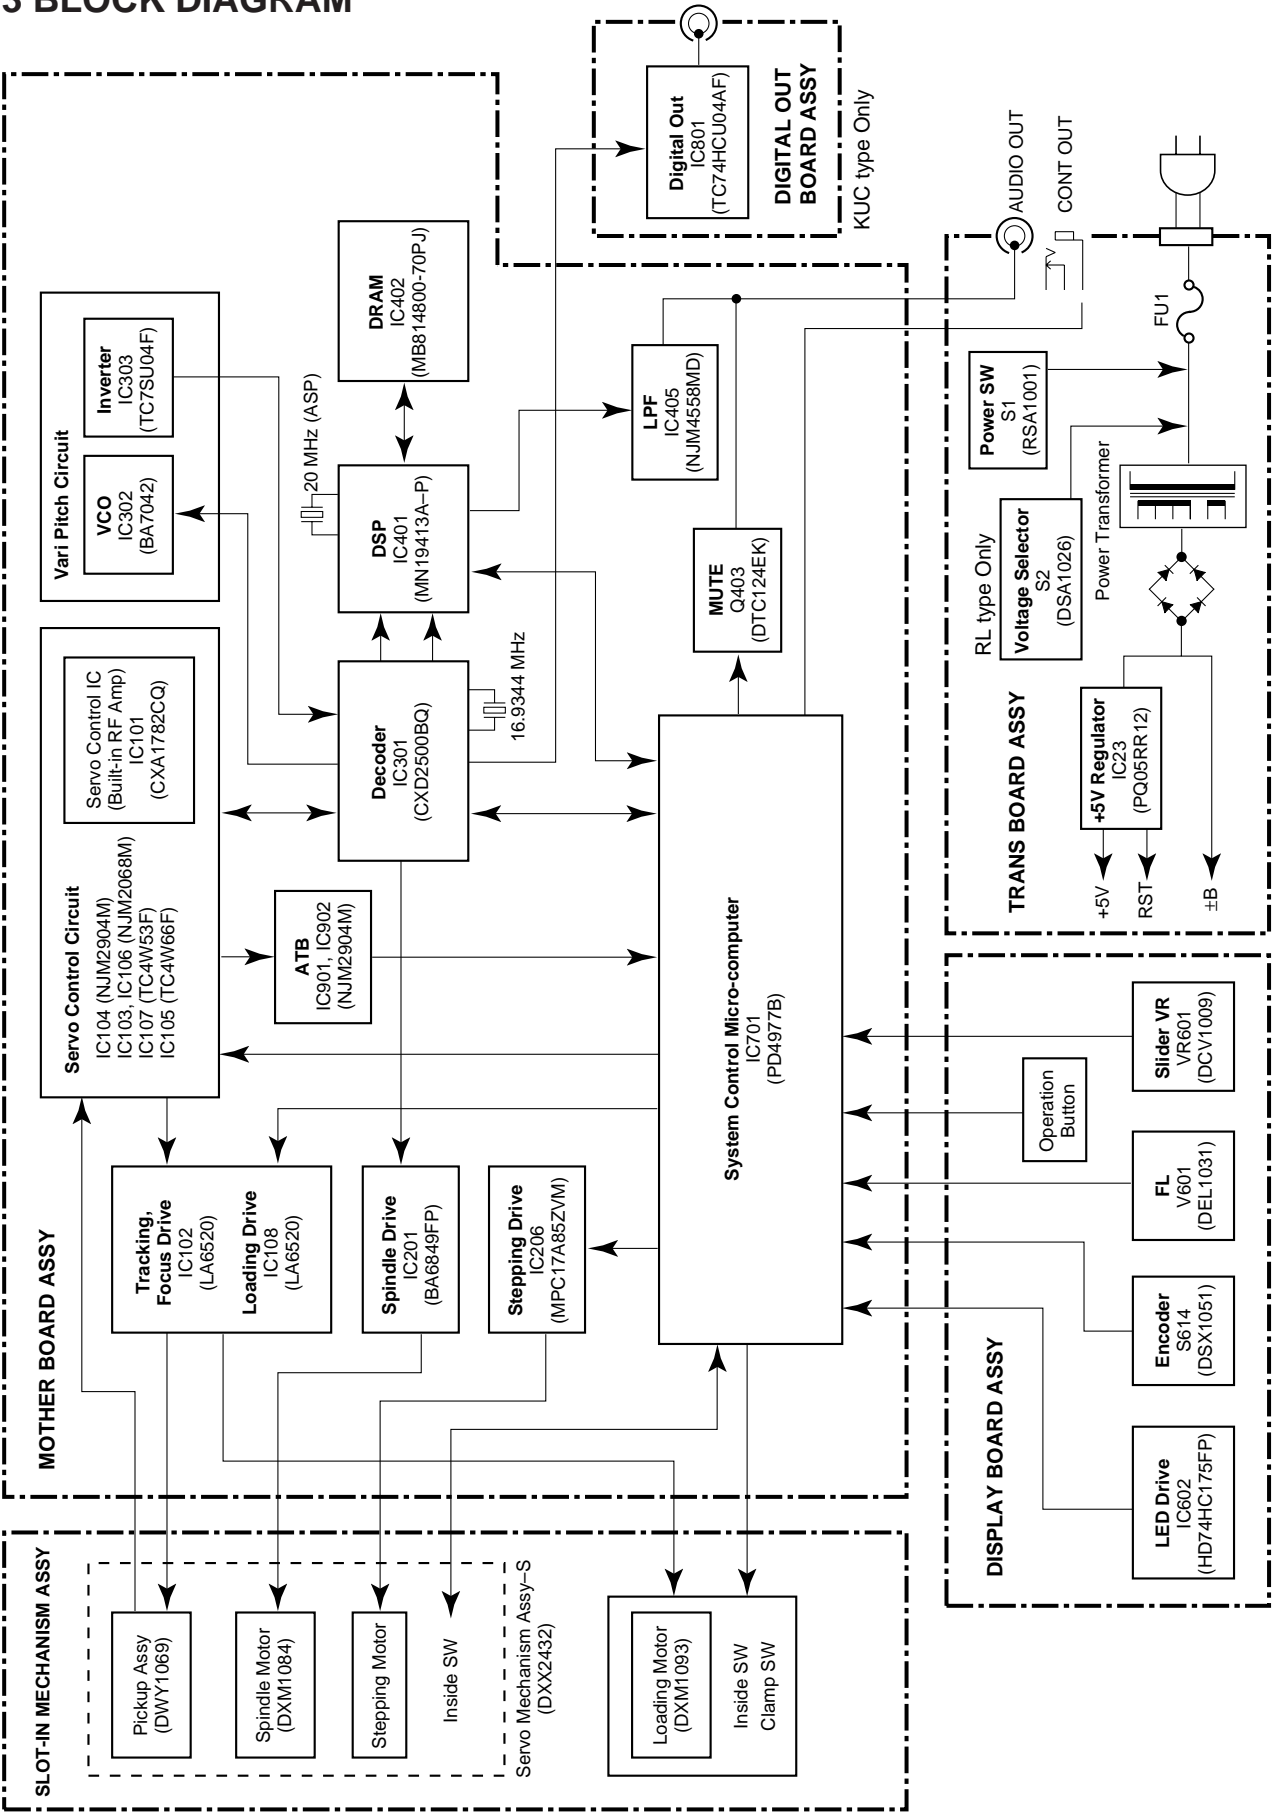 3 BLOCK DIAGRAM
SLOT-IN MECHANISM ASSY
Pickup Assy
(DWY1069)
Spindle Motor
(DXM1084)
Stepping Motor
Inside SW
Servo Mechanism Assy–S
(DXX2432)
Loading Motor
(DXM1093)
Inside SW
Clamp SW
MOTHER BOARD ASSY
Servo Control Circuit
IC104 (NJM2904M)
IC103, IC106 (NJM2068M)
IC107 (TC4W53F)
IC105 (TC4W66F)
Servo Control IC
(Built-in RF Amp)
IC101
(CXA1782CQ)
Vari Pitch Circuit
VCO
IC302
(BA7042)
Inverter
IC303
(TC7SU04F)
Tracking,
Focus Drive
IC102
(LA6520)
Loading Drive
IC108
(LA6520)
ATB
IC901, IC902
(NJM2904M)
Spindle Drive
IC201
(BA6849FP)
Stepping Drive
IC206
(MPC17A85ZVM)
Decoder
IC301
(CXD2500BQ)
16.9344 MHz
DSP
IC401
(MN19413A–P)
20 MHz (ASP)
DRAM
IC402
(MB814800-70PJ)
LPF
IC405
(NJM4558MD)
MUTE
Q403
(DTC124EK)
System Control Micro-computer
IC701
(PD4977B)
Digital Out
IC801
(TC74HCU04AF)
DIGITAL OUT
BOARD ASSY
KUC type Only
AUDIO OUT
CONT OUT
DISPLAY BOARD ASSY
LED Drive
IC602
(HD74HC175FP)
Encoder
S614
(DSX1051)
FL
V601
(DEL1031)
Operation
Button
Slider VR
VR601
(DCV1009)
TRANS BOARD ASSY
+5V
RST
±B
+5V Regulator
IC23
(PQ05RR12)
RL type Only
Voltage Selector
S2
(DSA1026)
Power Transformer
Power SW
S1
(RSA1001)
FU1